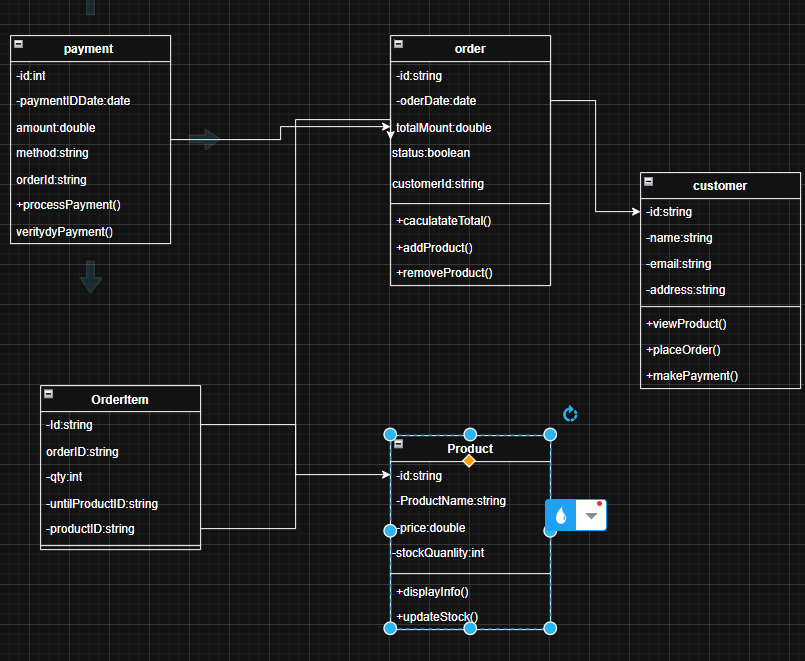 payment
-id:int
-paymentIDDate:date
amount:double
method:string
orderId:string
+processPayment()
veritydyPayment()
order
-id:string
-oderDate:date
totalMount:double
status:boolean
customerId:string
+caculatateTotal()
+addProduct()
+removeProduct()
customer
-id:string
-name:string
-email:string
-address:string
+viewProduct()
+placeOrder()
+makePayment()
OrderItem
-Id:string
orderID:string
-qty:int
-untilProductID:string
-productID:string
Product
-id:string
-ProductName:string
-price:double
-stockQuanlity:int
+displayInfo()
+updateStock()